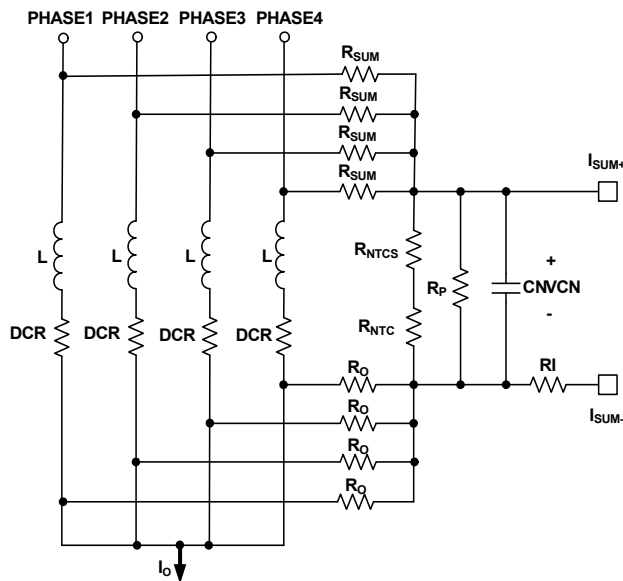 PHASE1 PHASE2 PHASE3 PHASE4
RSUM
RSUM
RSUM
RSUM
ISUM+
L L L L
RNTCS
RP
+
CNVCN
-
DCR DCR DCR DCR
RNTC
RO
RI
RO
ISUM-
RO
RO
IO